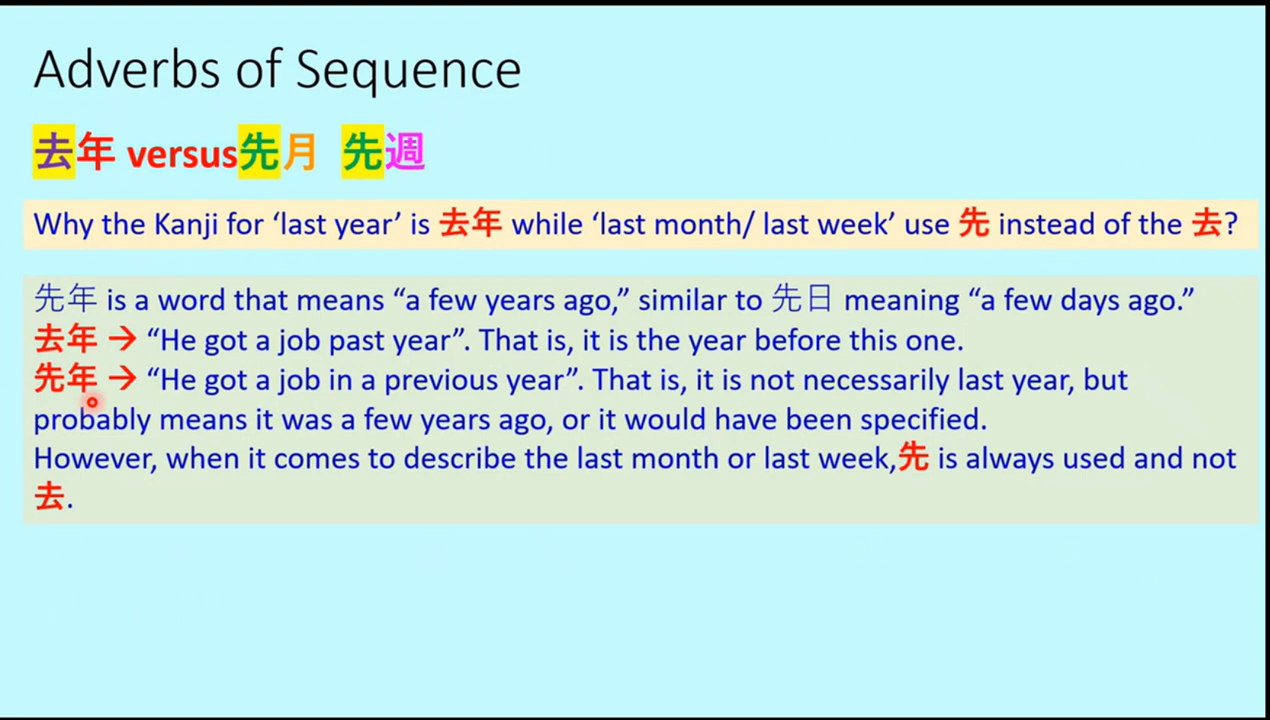 Adverbs of Sequence
去年 versus先月 先週
Why the Kanji for ‘last year’ is 去年 while ‘last month/ last week’ use 先 instead of the 去?
先年 is a word that means “a few years ago,” similar to 先日 meaning “a few days ago.”
去年 → “He got a job past year”. That is, it is the year before this one.
先年 → “He got a job in a previous year”. That is, it is not necessarily last year, but
probably means it was a few years ago, or it would have been specified.
However, when it comes to describe the last month or last week,先 is always used and not
去.